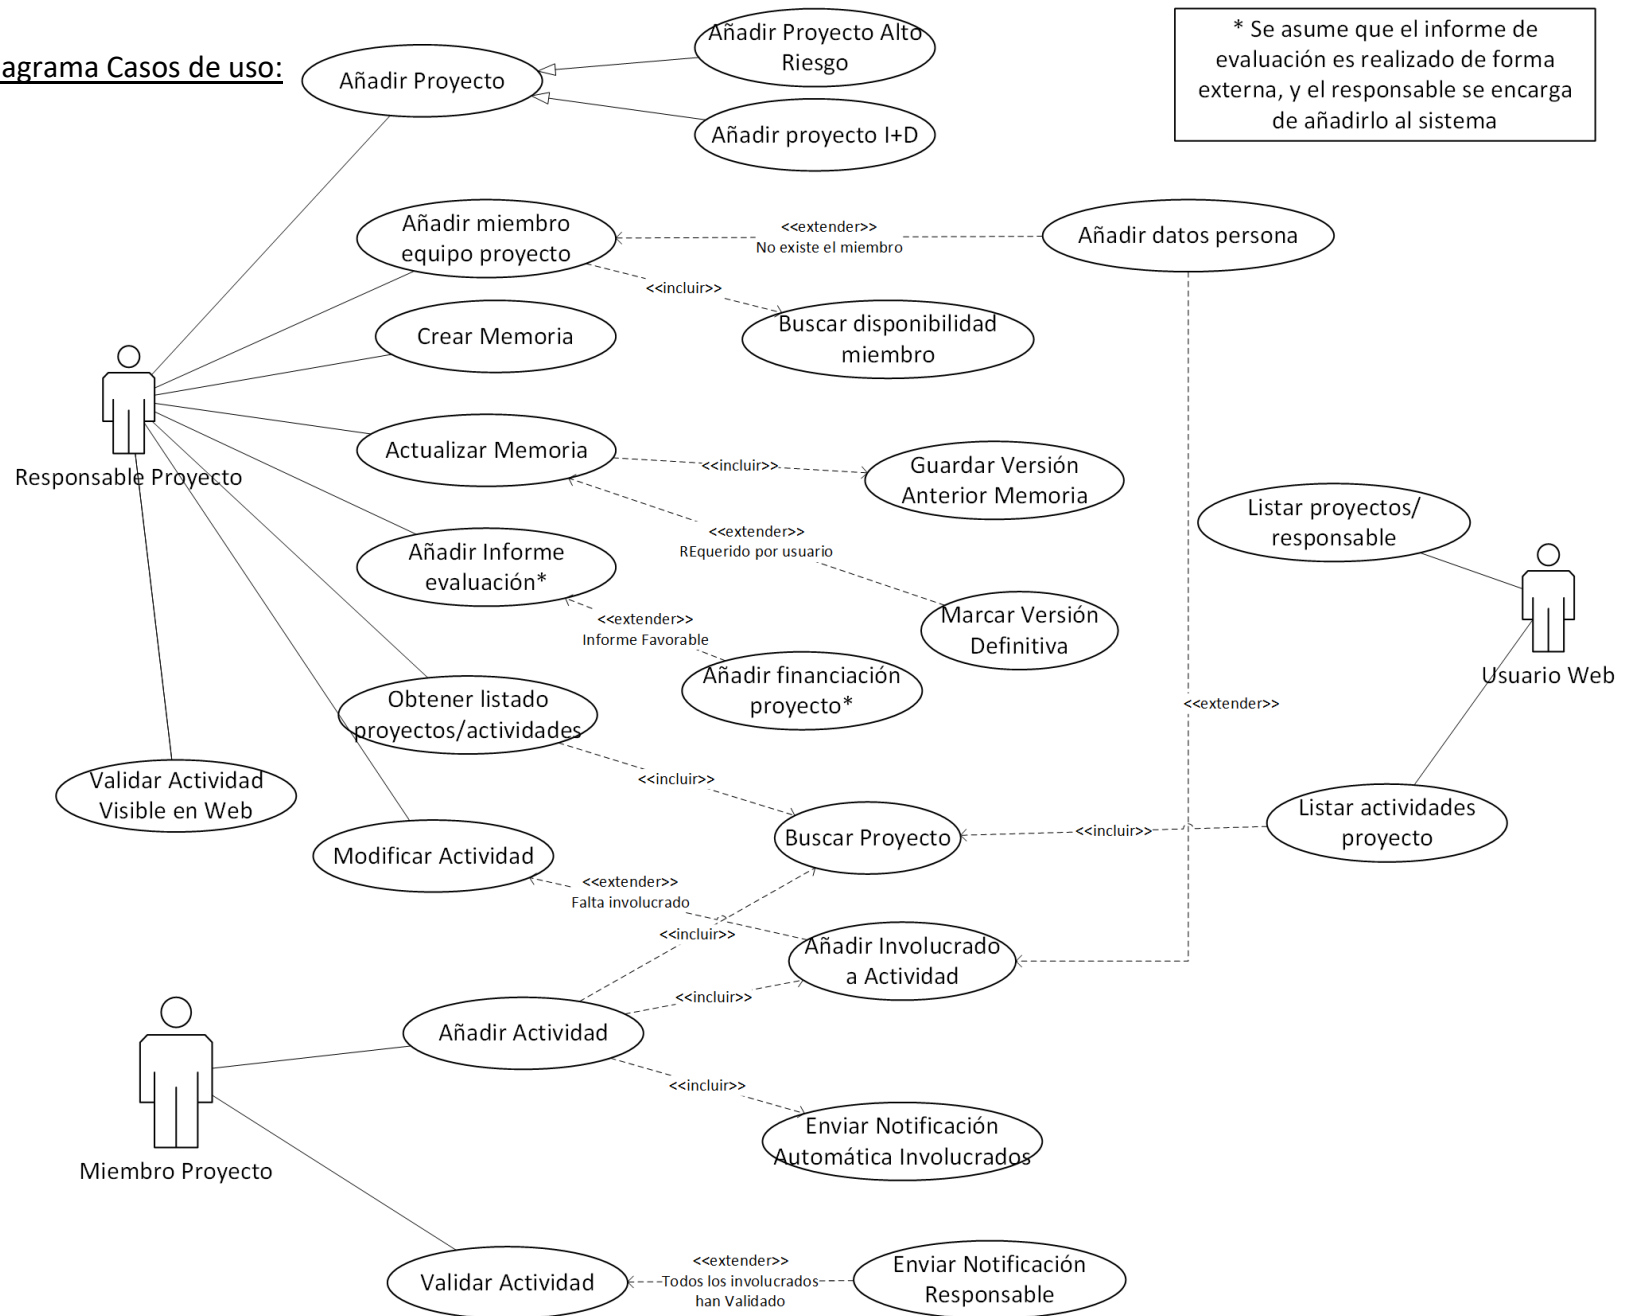 agrama Casos de uso:
Añadir Proyecto
Añadir Proyecto Alto
Riesgo
Añadir proyecto I+D
* Se asume que el informe de
evaluación es realizado de forma
externa, y el responsable se encarga
de añadirlo al sistema
Añadir miembro
equipo proyecto
<<extender>>
No existe el miembro
Añadir datos persona
<<incluir>>
Buscar disponibilidad
miembro
Crear Memoria
Responsable Proyecto
Actualizar Memoria
<<incluir>>
Guardar Versión
Anterior Memoria
<<extender>>
REquerido por usuario
Marcar Versión
Definitiva
Listar proyectos/
responsable
Usuario Web
Añadir Informe
evaluación*
<<extender>>
Informe Favorable
Añadir financiación
proyecto*
Obtener listado
proyectos/actividades
<<extender>>
Validar Actividad
Visible en Web
<<incluir>>
Buscar Proyecto
<<incluir>>
Listar actividades
proyecto
Modificar Actividad
<<extender>>
Falta involucrado
<<incluir>>
Añadir Involucrado
a Actividad
<<incluir>>
Añadir Actividad
Miembro Proyecto
<<incluir>>
Enviar Notificación
Automática Involucrados
Validar Actividad
<<extender>>
Todos los involucrados
han Validado
Enviar Notificación
Responsable